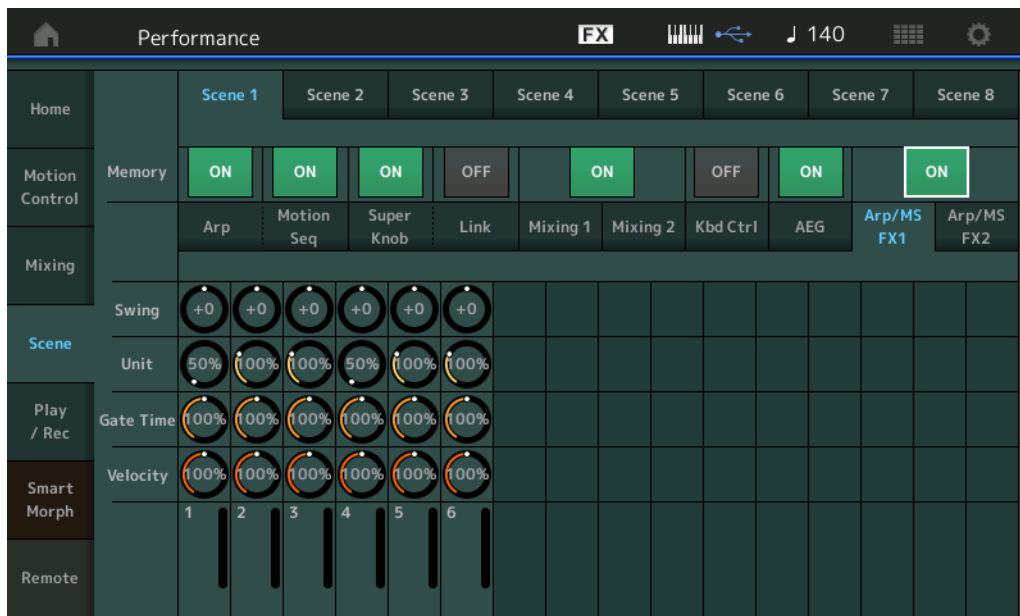 Performance FX 140
Scene 1 Scene 2 Scene 3 Scene 4 Scene 5 Scene 6 Scene 7 Scene 8
Home
Memory ON ON ON OFF ON OFF ON ON
Motion
Control
Arp Motion Seq Super Knob Link Mixing 1 Mixing 2 Kbd Ctrl AEG Arp/MS FX1 Arp/MS FX2
Mixing
Swing +0 +0 +0 +0 +0 +0
Scene
Unit 50% 100% 100% 50% 100% 100%
Play
/ Rec
Gate Time 100% 100% 100% 100% 100% 100%
Velocity 100% 100% 100% 100% 100% 100%
Smart
Morph
1 2 3 4 5 6
Remote